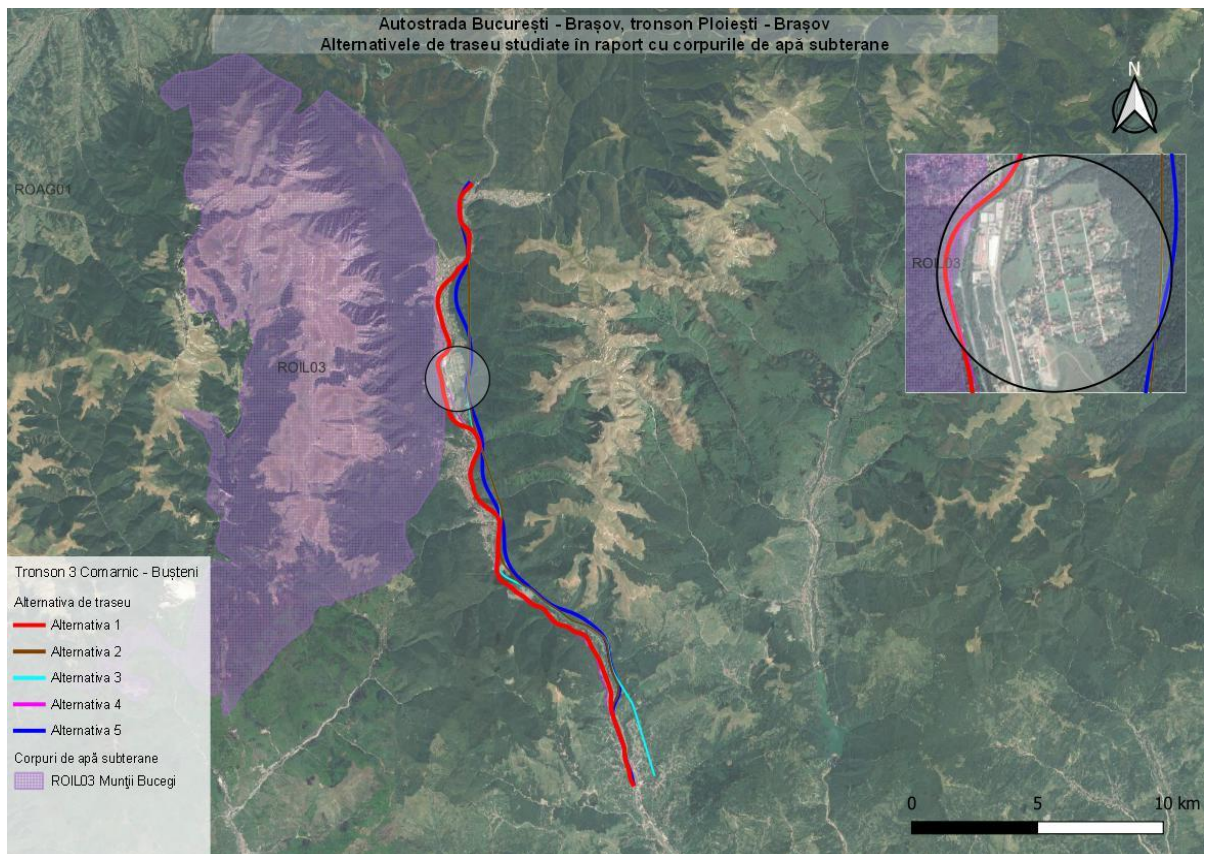 Autostrada București - Brașov, tronson Ploiești - Brașov
Alternativele de traseu studiate în raport cu corpurile de apă subterane
N
ROAG01
ROIL03
ROIL03
Tronson 3 Comarnic - Bușteni
Alternativa de traseu
Alternativa 1
Alternativa 2
Alternativa 3
Alternativa 4
Alternativa 5
Corpuri de apă subterane
ROIL03 Munții Bucegi
0 5 10 km